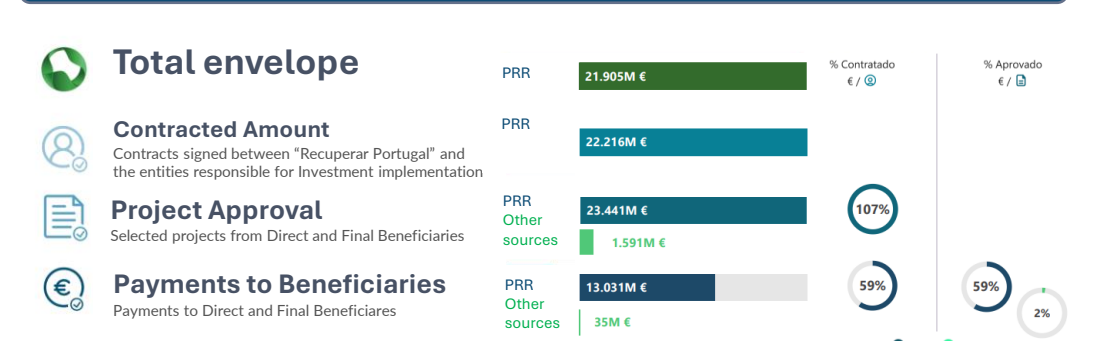 Total envelope
PRR
21.905M €
% Contratado
€ /
% Aprovado
€ /
Contracted Amount
Contracts signed between “Recuperar Portugal” and
the entities responsible for Investment implementation
PRR
22.216M €
Project Approval
Selected projects from Direct and Final Beneficiaries
PRR
Other
sources
23.441M €
1.591M €
107%
Payments to Beneficiaries
Payments to Direct and Final Beneficiares
PRR
Other
sources
13.031M €
35M €
59%
59%
2%